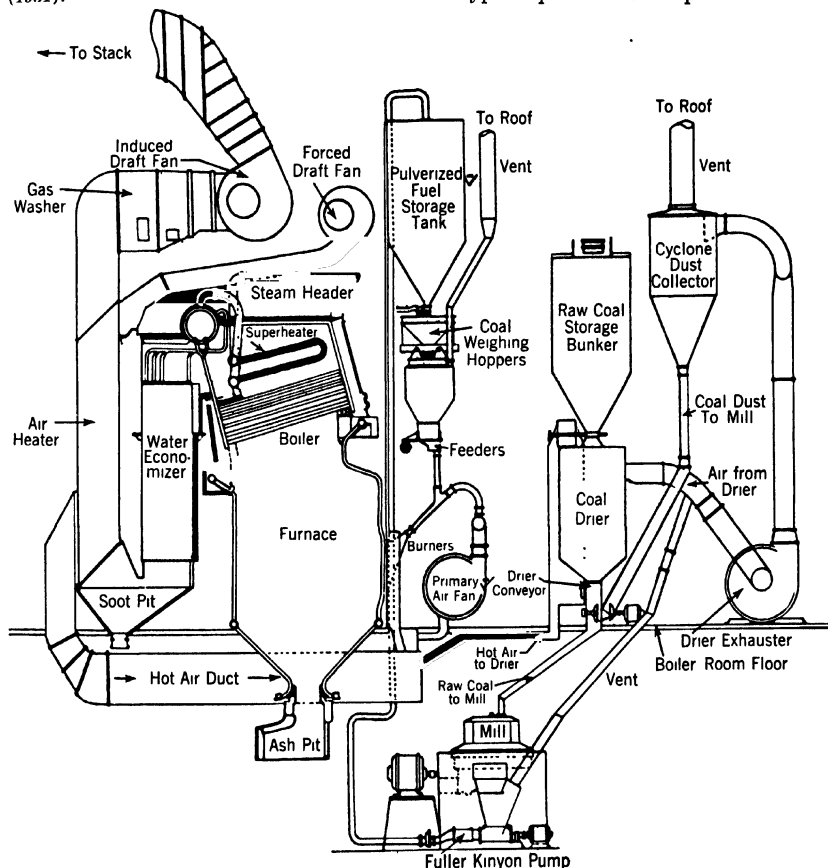 (1931).
To Stack
Induced
Draft Fan
Gas
Washer
Forced
Draft Fan
Pulverized
Fuel
Storage
Tank
To Roof
Vent
To Roof
Vent
Cyclone
Dust
Collector
Steam Header
Superheater
Coal
Weighing
Hoppers
Raw Coal
Storage
Bunker
Coal Dust
To Mill
Air
Heater
Water
Econo-
mizer
Boiler
Feeders
Air from
Drier
Coal
Drier
Furnace
Burners
Primary
Air Fan
Drier
Conveyor
Soot Pit
Drier Exhauster
Boiler Room Floor
Hot Air
to Drier
Vent
Hot Air Duct
Raw Coal
to Mill
Mill
Ash Pit
Fuller Kinyon Pump